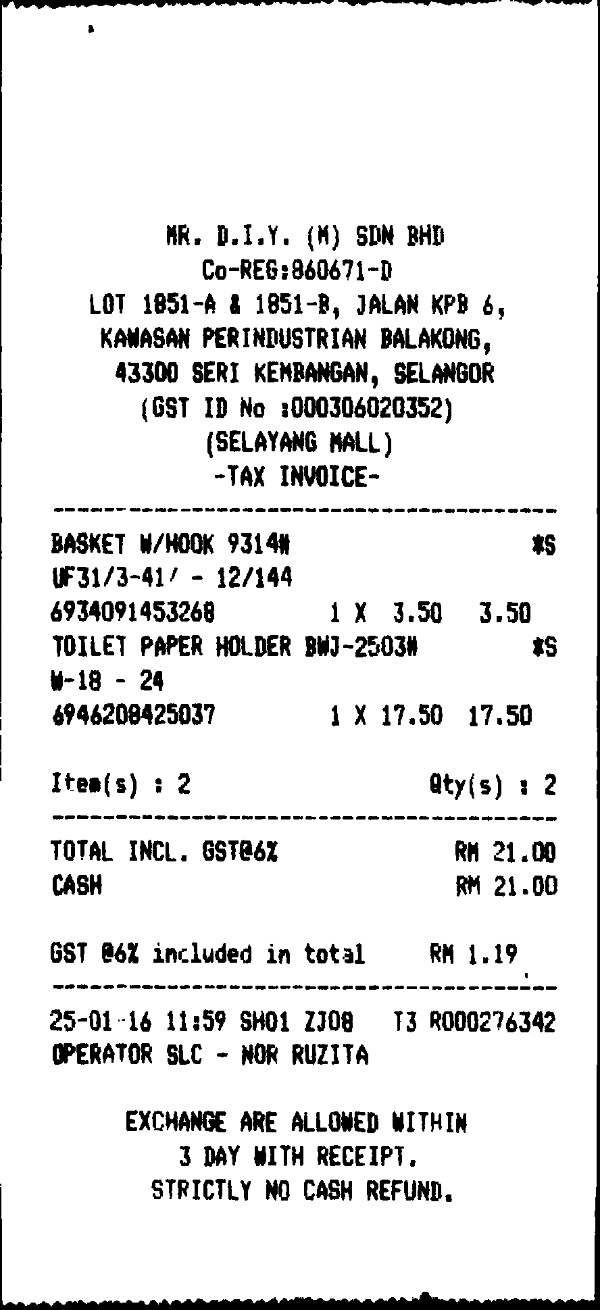 MR. D.I.Y. (M) SDN BHD
Co-REG:860671-D
LOT 1851-A & 1851-B, JALAN KPB 6,
KAWASAN PERINDUSTRIAN BALAKONG,
43300 SERI KEMBANGAN, SELANGOR
(GST ID No :000306020352)
(SELAYANG MALL)
-TAX INVOICE-
BASKET W/HOOK 9314# *S
- 12/144
6934091453268 1 X 3.50 3.50
TOILET PAPER HOLDER BWJ-2503# *S
W-18 - 24
6946208425037 1 X 17.50 17.50
Item(s) : 2 Qty(s) : 2
TOTAL INCL. GST@6% RM 21.00
CASH RM 21.00
GST @6% included in total RM 1.19
25-01-16 11:59 SH01 ZJ08 T3 R000276342
OPERATOR SLC - NOR RUZITA
EXCHANGE ARE ALLOWED WITHIN
3 DAY WITH RECEIPT.
STRICTLY NO CASH REFUND.